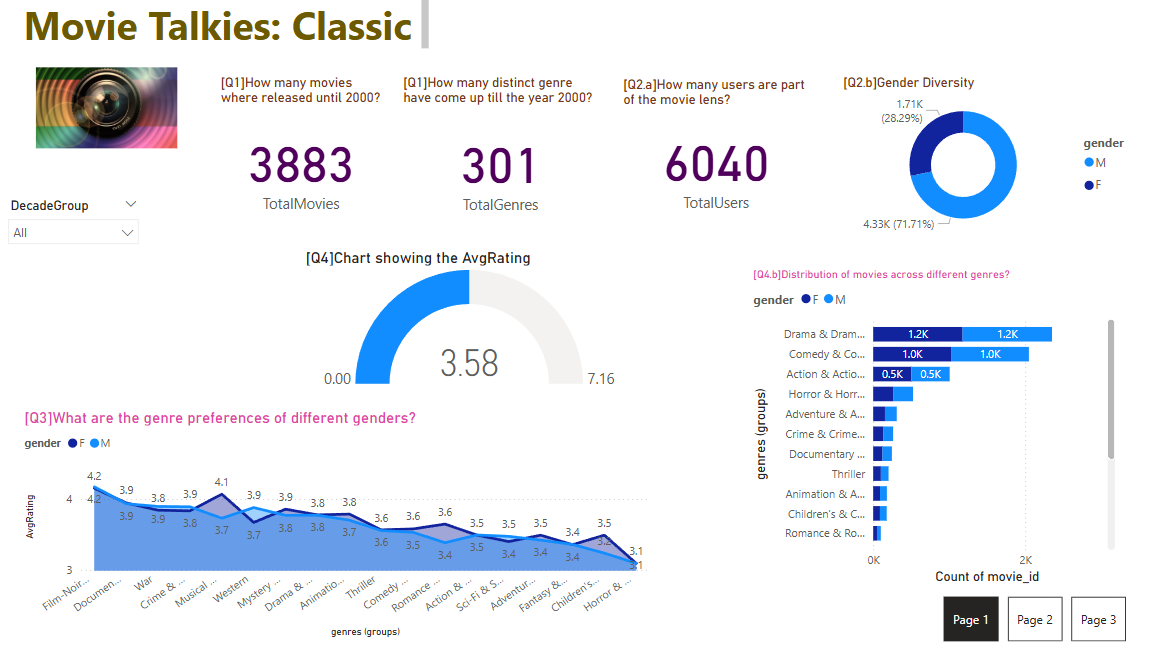 Movie Talkies: Classic
[Q1]How many movies
where released until 2000?
[Q1]How many distinct genre
have come up till the year 2000?
[Q2.a]How many users are part
of the movie lens?
[Q2.b]Gender Diversity
3883
TotalMovies
301
TotalGenres
6040
TotalUsers
1.71K
(28.29%)
4.33K (71.71%)
gender
M
F
DecadeGroup
All
[Q4]Chart showing the AvgRating
3.58
0.00
7.16
[Q4.b]Distribution of movies across different genres?
gender F M
genres (groups)
Drama & Dram... 1.2K 1.2K
Comedy & Co... 1.0K 1.0K
Action & Actio... 0.5K 0.5K
Horror & Horr...
Adventure & A...
Crime & Crime...
Documentary ...
Thriller
Animation & A...
Children's & C...
Romance & Ro...
0K 2K
Count of movie_id
[Q3]What are the genre preferences of different genders?
gender F M
AvgRating
4
3
4.2 3.9 3.8 3.9 4.1 3.9 3.9 3.8 3.8 3.6 3.6 3.6 3.5 3.5 3.5 3.4 3.5 3.1
4.2 3.9 3.9 3.8 3.7 3.7 3.8 3.8 3.7 3.6 3.5 3.4 3.5 3.4 3.4 3.4 3.2 3.1
Film-Noir... Documen... War Crime & ... Musical ... Western Mystery ... Drama & ... Animatio... Thriller Comedy ... Romance ... Action & ... Sci-Fi & S... Adventur... Fantasy &... Children's... Horror & ...
genres (groups)
Page 1 Page 2 Page 3